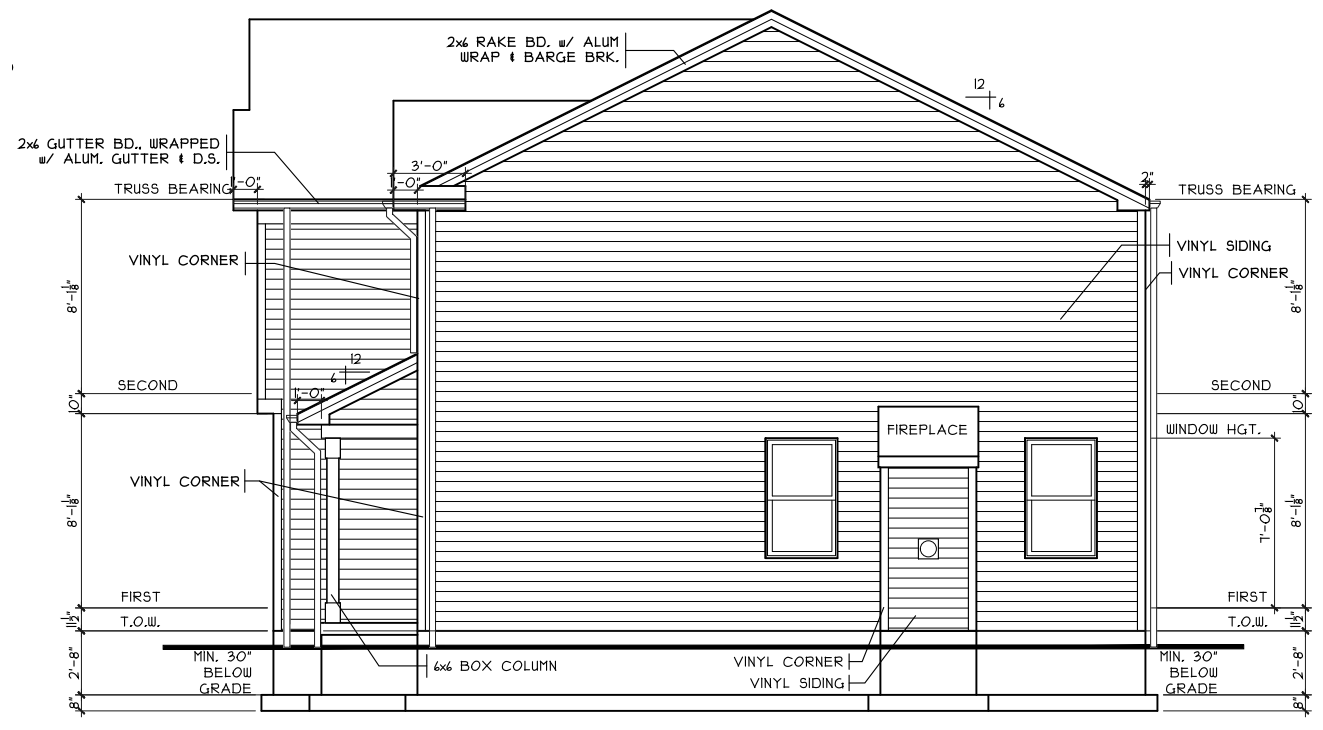 2x6 RAKE BD. w/ ALUM
WRAP & BARGE BRK.
12
6
2x6 GUTTER BD., WRAPPED
w/ ALUM. GUTTER & D.S.
3'-0"
1'-0"
1'-0"
2"
TRUSS BEARING
TRUSS BEARING
VINYL SIDING
VINYL CORNER
VINYL CORNER
8'-1 1/8"
8'-1 1/8"
12
6
1'-0"
SECOND
SECOND
10"
10"
FIREPLACE
WINDOW HGT.
VINYL CORNER
8'-1 1/8"
8'-1 1/8"
7'-0 7/8"
FIRST
FIRST
T.O.W.
T.O.W.
11 1/2"
11 1/2"
MIN. 30"
BELOW
GRADE
2'-8"
6x6 BOX COLUMN
VINYL CORNER
VINYL SIDING
MIN. 30"
BELOW
GRADE
2'-8"
8"
8"